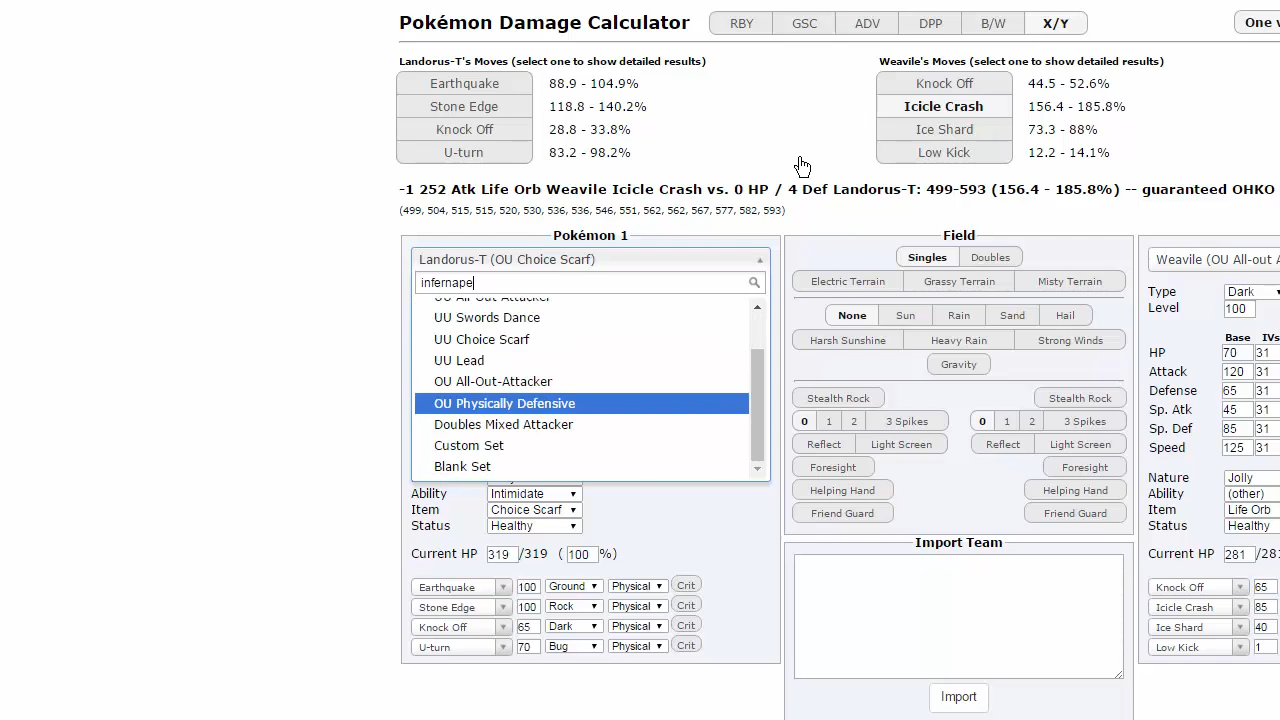 Pokémon Damage Calculator RBY GSC ADV DPP B/W X/Y One v
Landorus-T's Moves (select one to show detailed results) Weavile's Moves (select one to show detailed results)
Earthquake 88.9 - 104.9% Knock Off 44.5 - 52.6%
Stone Edge 118.8 - 140.2% Icicle Crash 156.4 - 185.8%
Knock Off 28.8 - 33.8% Ice Shard 73.3 - 88%
U-turn 83.2 - 98.2% Low Kick 12.2 - 14.1%
-1 252 Atk Life Orb Weavile Icicle Crash vs. 0 HP / 4 Def Landorus-T: 499-593 (156.4 - 185.8%) -- guaranteed OHKO
(499, 504, 515, 515, 520, 530, 536, 536, 546, 551, 562, 562, 567, 577, 582, 593)
Pokémon 1
Landorus-T (OU Choice Scarf)
infernape
UU All-Out-Attacker
UU Swords Dance
UU Choice Scarf
UU Lead
OU All-Out-Attacker
OU Physically Defensive
Doubles Mixed Attacker
Custom Set
Blank Set
Ability Intimidate
Item Choice Scarf
Status Healthy
Current HP 319 /319 ( 100 %)
Earthquake 100 Ground Physical Crit
Stone Edge 100 Rock Physical Crit
Knock Off 65 Dark Physical Crit
U-turn 70 Bug Physical Crit
Field
Singles Doubles
Electric Terrain Grassy Terrain Misty Terrain
None Sun Rain Sand Hail
Harsh Sunshine Heavy Rain Strong Winds
Gravity
Stealth Rock Stealth Rock
0 1 2 3 Spikes 0 1 2 3 Spikes
Reflect Light Screen Reflect Light Screen
Foresight Foresight
Helping Hand Helping Hand
Friend Guard Friend Guard
Import Team
Import
Weavile (OU All-out A
Type Dark
Level 100
Base IVs
HP 70 31
Attack 120 31
Defense 65 31
Sp. Atk 45 31
Sp. Def 85 31
Speed 125 31
Nature Jolly
Ability (other)
Item Life Orb
Status Healthy
Current HP 281 /281
Knock Off 65
Icicle Crash 85
Ice Shard 40
Low Kick 1